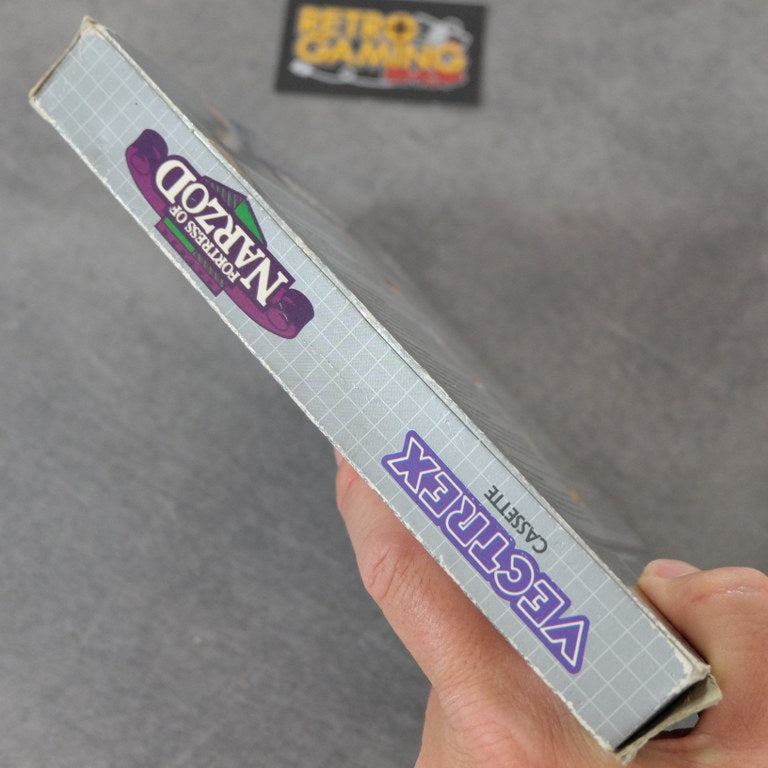 RETRO
GAMING
FORTRESS OF
NARZOD
VECTREX
CASSETTE